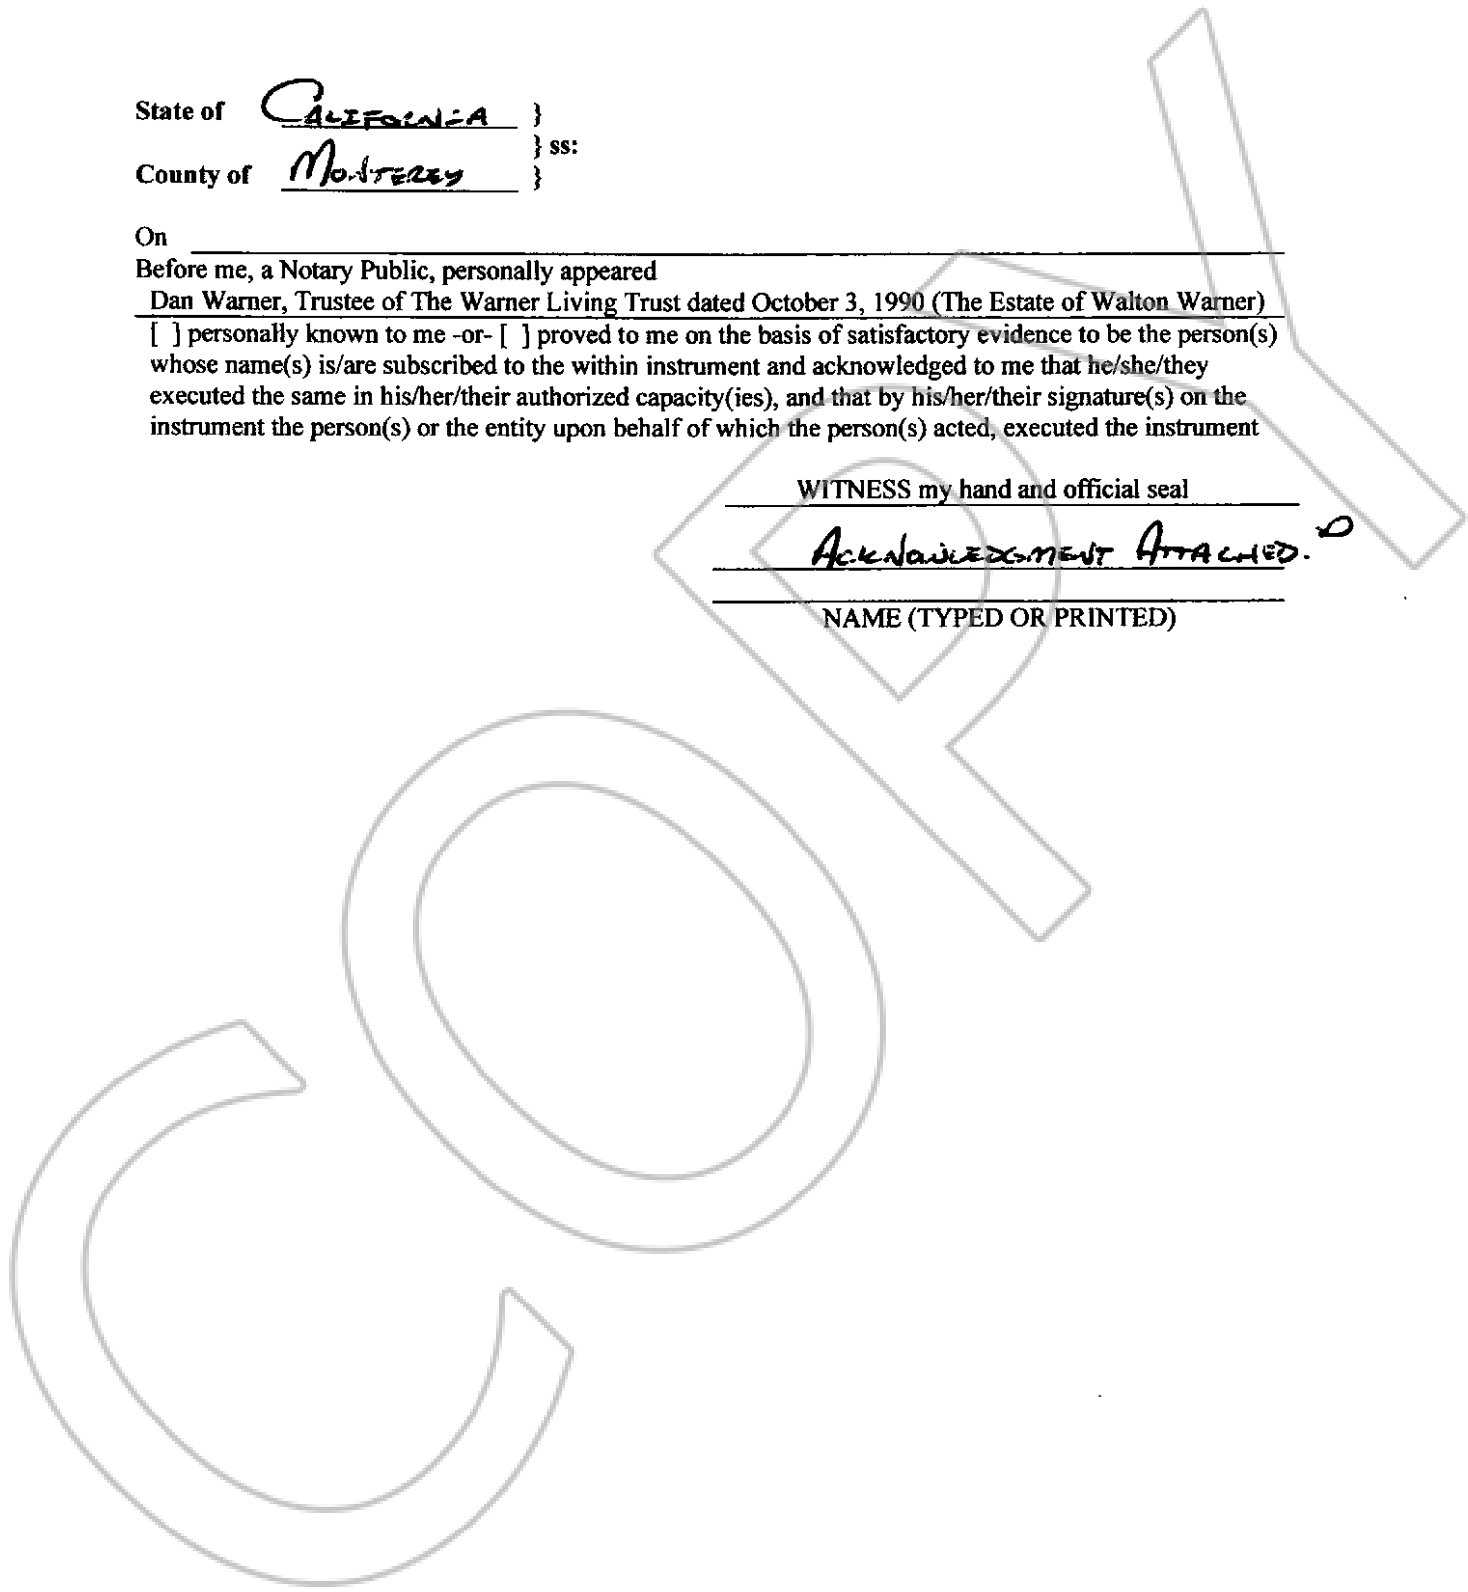 State of CALIFORNIA }
} ss:
County of MONTEREY }
On
Before me, a Notary Public, personally appeared
Dan Warner, Trustee of The Warner Living Trust dated October 3, 1990 (The Estate of Walton Warner)
[ ] personally known to me -or- [ ] proved to me on the basis of satisfactory evidence to be the person(s)
whose name(s) is/are subscribed to the within instrument and acknowledged to me that he/she/they
executed the same in his/her/their authorized capacity(ies), and that by his/her/their signature(s) on the
instrument the person(s) or the entity upon behalf of which the person(s) acted, executed the instrument
WITNESS my hand and official seal
ACKNOWLEDGMENT ATTACHED.
NAME (TYPED OR PRINTED)
COPY